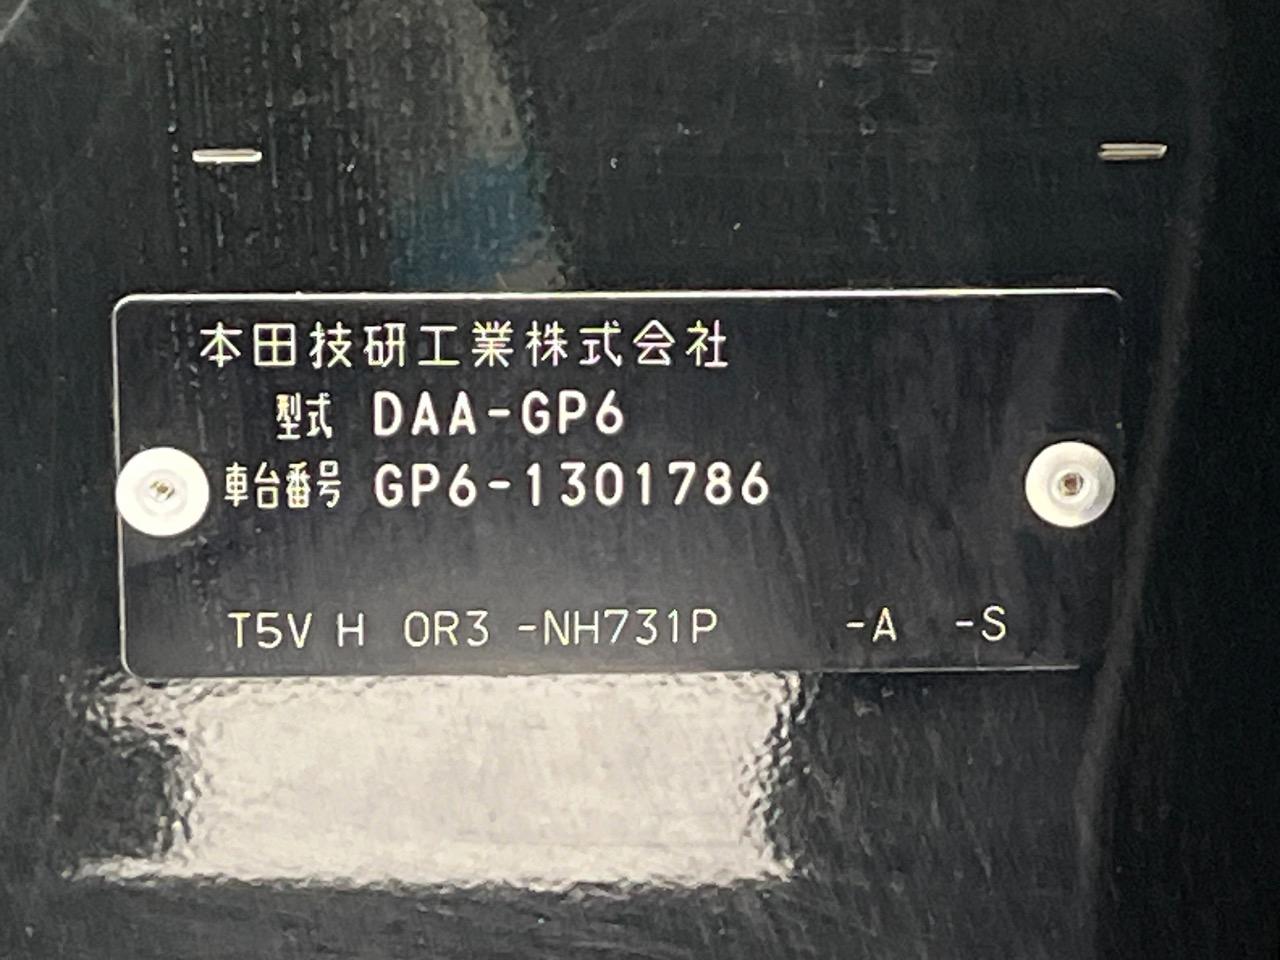 本田技研工業株式会社
型式 DAA-GP6
車台番号 GP6-1301786
T5V H 0R3 -NH731P -A -S